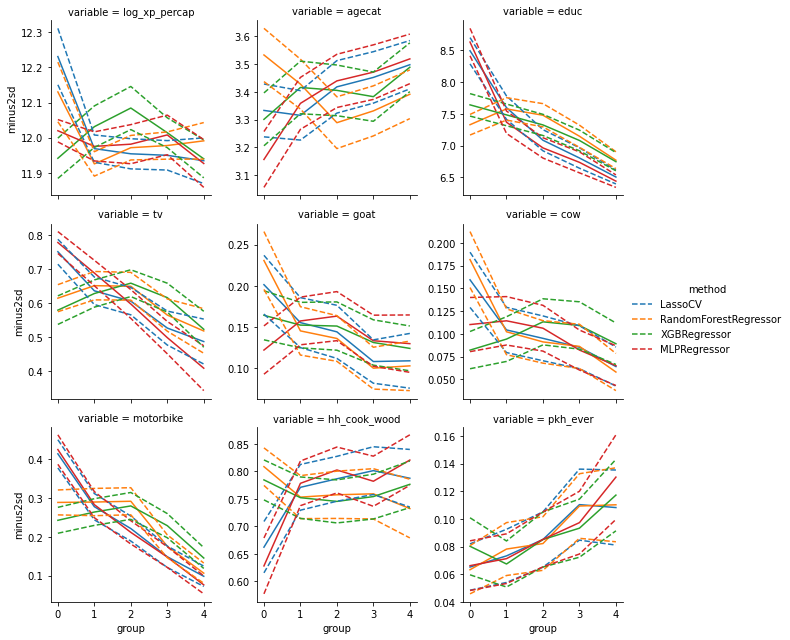 variable = log_xp_percap
variable = agecat
variable = educ
minus2sd
12.3
12.2
12.1
12.0
11.9
3.6
3.5
3.4
3.3
3.2
3.1
8.5
8.0
7.5
7.0
6.5
variable = tv
variable = goat
variable = cow
minus2sd
0.8
0.7
0.6
0.5
0.4
0.25
0.20
0.15
0.10
0.200
0.175
0.150
0.125
0.100
0.075
0.050
method
LassoCV
RandomForestRegressor
XGBRegressor
MLPRegressor
variable = motorbike
variable = hh_cook_wood
variable = pkh_ever
minus2sd
0.4
0.3
0.2
0.1
0.85
0.80
0.75
0.70
0.65
0.60
0.16
0.14
0.12
0.10
0.08
0.06
0.04
0 1 2 3 4
0 1 2 3 4
0 1 2 3 4
group
group
group